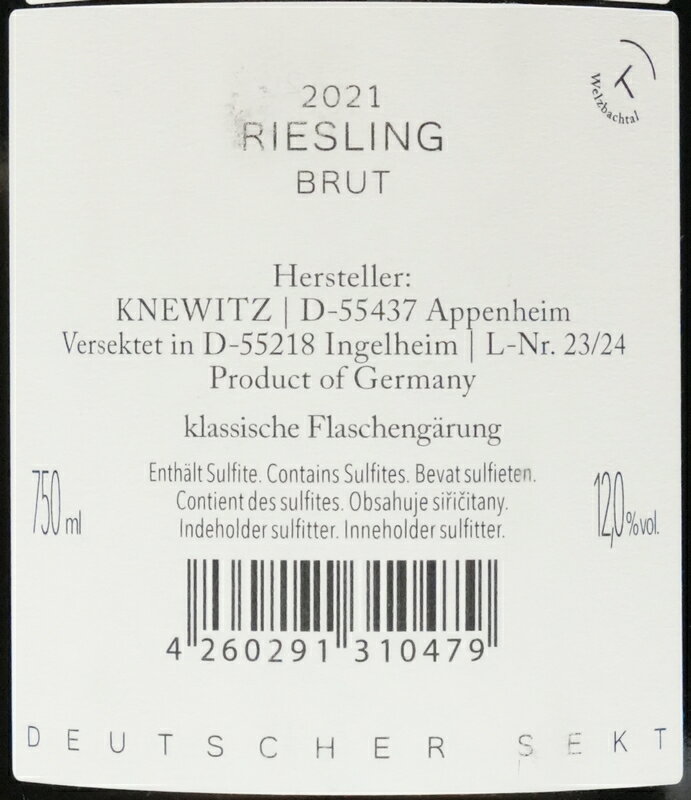 Welzbachtal
2021
RIESLING
BRUT
Hersteller:
KNEWITZ | D-55437 Appenheim
Versektet in D-55218 Ingelheim | L-Nr. 23/24
Product of Germany
klassische Flaschengärung
750 ml
Enthält Sulfite. Contains Sulfites. Bevat sulfieten.
Contient des sulfites. Obsahuje siřičitany.
Indeholder sulfitter. Inneholder sulfitter.
12,0 %vol.
4 260291 310479
DEUTSCHER SEKT